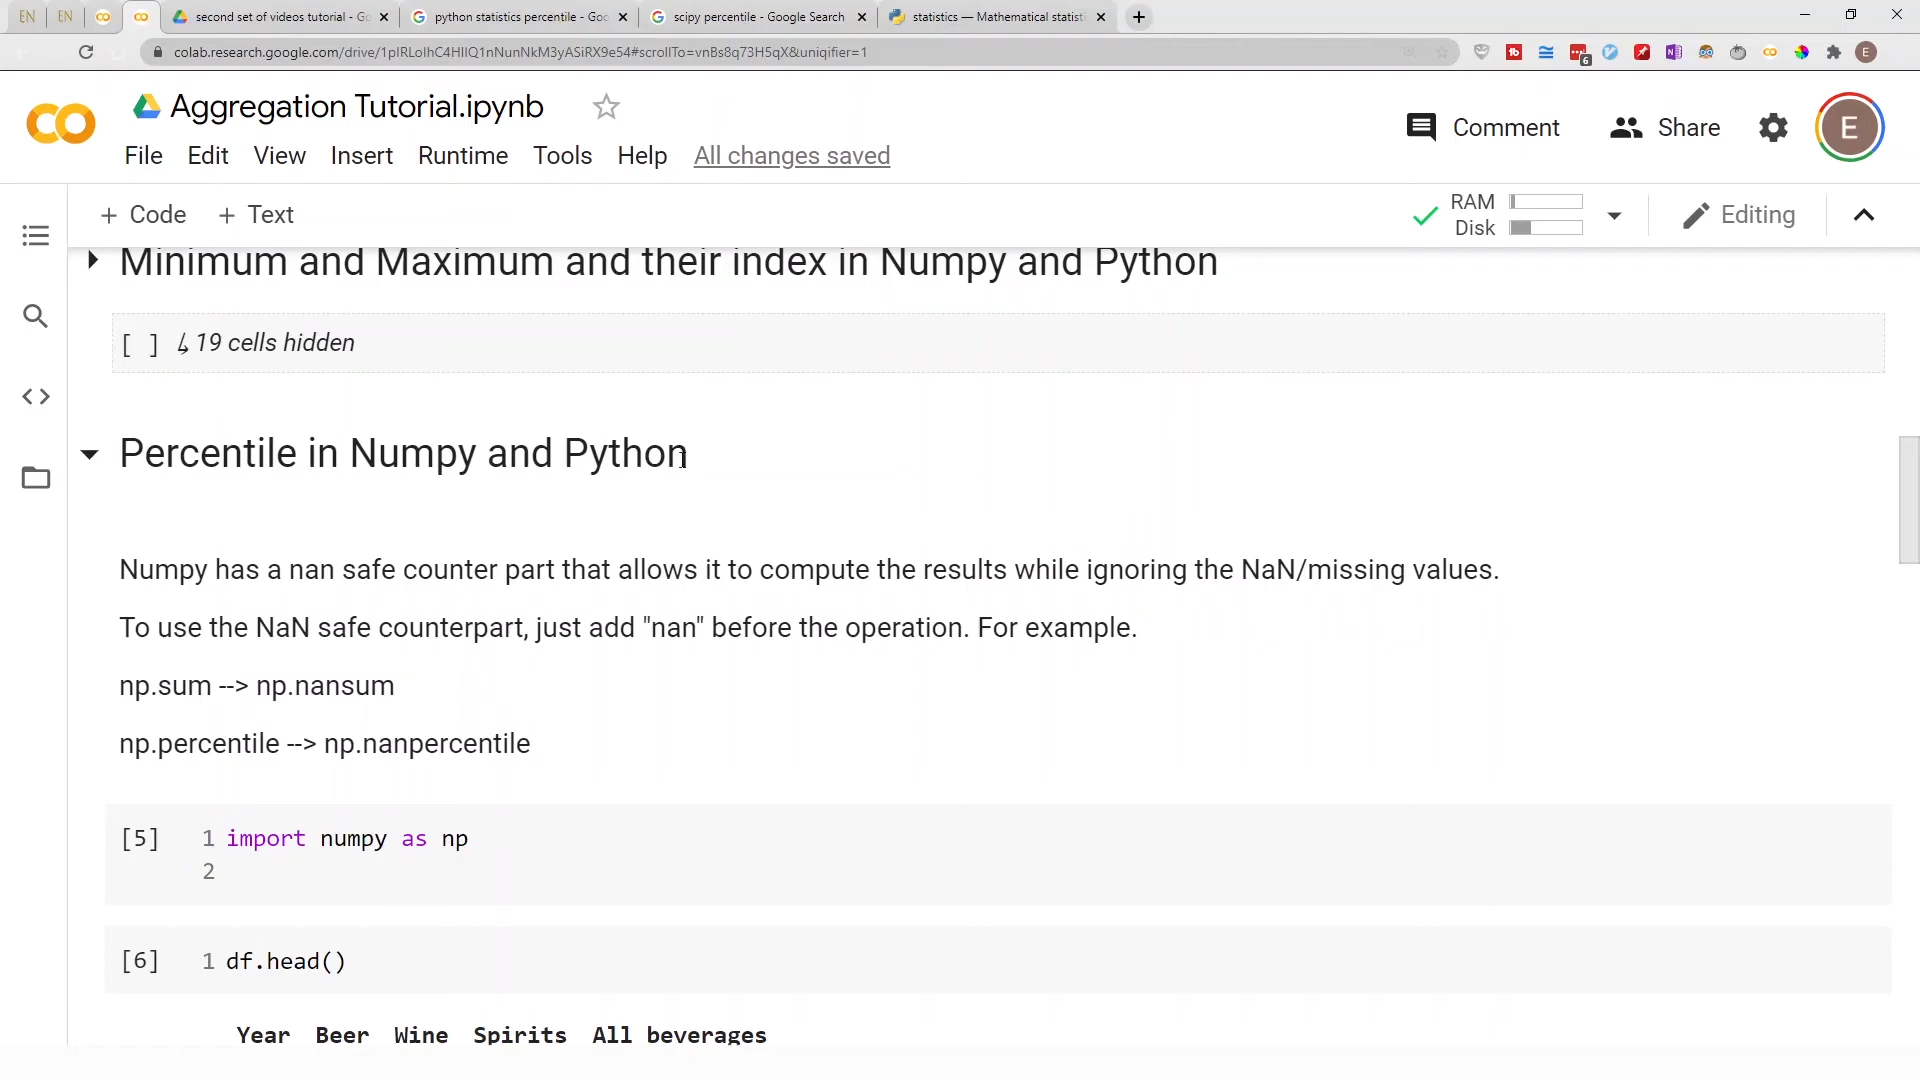 EN EN second set of videos tutorial - Go python statistics percentile - Goo scipy percentile - Google Search statistics — Mathematical statist
colab.research.google.com/drive/1pIRLoIhC4HIlQ1nNunNkM3yASiRX9e54#scrollTo=vnBs8q73H5qX&uniqifier=1
6
E
CO Aggregation Tutorial.ipynb
Comment Share E
File Edit View Insert Runtime Tools Help All changes saved
+ Code + Text
RAM
Disk
Editing
Minimum and Maximum and their index in Numpy and Python
[ ] ↳ 19 cells hidden
Percentile in Numpy and Python
Numpy has a nan safe counter part that allows it to compute the results while ignoring the NaN/missing values.
To use the NaN safe counterpart, just add "nan" before the operation. For example.
np.sum --> np.nansum
np.percentile --> np.nanpercentile
[5] 1 import numpy as np
2
[6] 1 df.head()
Year Beer Wine Spirits All beverages